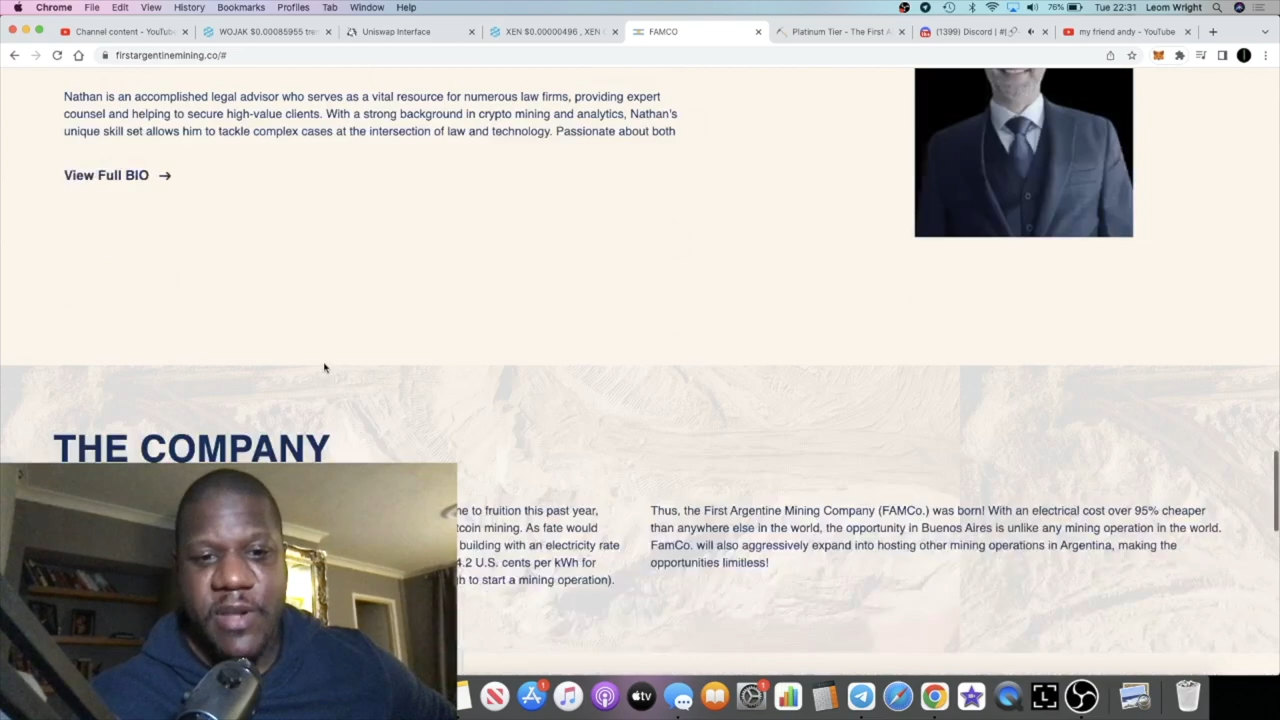 Chrome File Edit View History Bookmarks Profiles Tab Window Help 76% Tue 22:31 Leom Wright
Channel content - YouTube
WOJAK $0.00085955 tre
Uniswap Interface
XEN $0.00000496 , XEN
FAMCO
Platinum Tier - The First A
(1399) Discord | #|
my friend andy - YouTube
firstargentinemining.co/#
Nathan is an accomplished legal advisor who serves as a vital resource for numerous law firms, providing expert
counsel and helping to secure high-value clients. With a strong background in crypto mining and analytics, Nathan's
unique skill set allows him to tackle complex cases at the intersection of law and technology. Passionate about both
View Full BIO →
THE COMPANY
to fruition this past year,
mining. As fate would
building with an electricity rate
U.S. cents per kWh for
to start a mining operation).
Thus, the First Argentine Mining Company (FAMCo.) was born! With an electrical cost over 95% cheaper
than anywhere else in the world, the opportunity in Buenos Aires is unlike any mining operation in the world.
FamCo. will also aggressively expand into hosting other mining operations in Argentina, making the
opportunities limitless!
tv